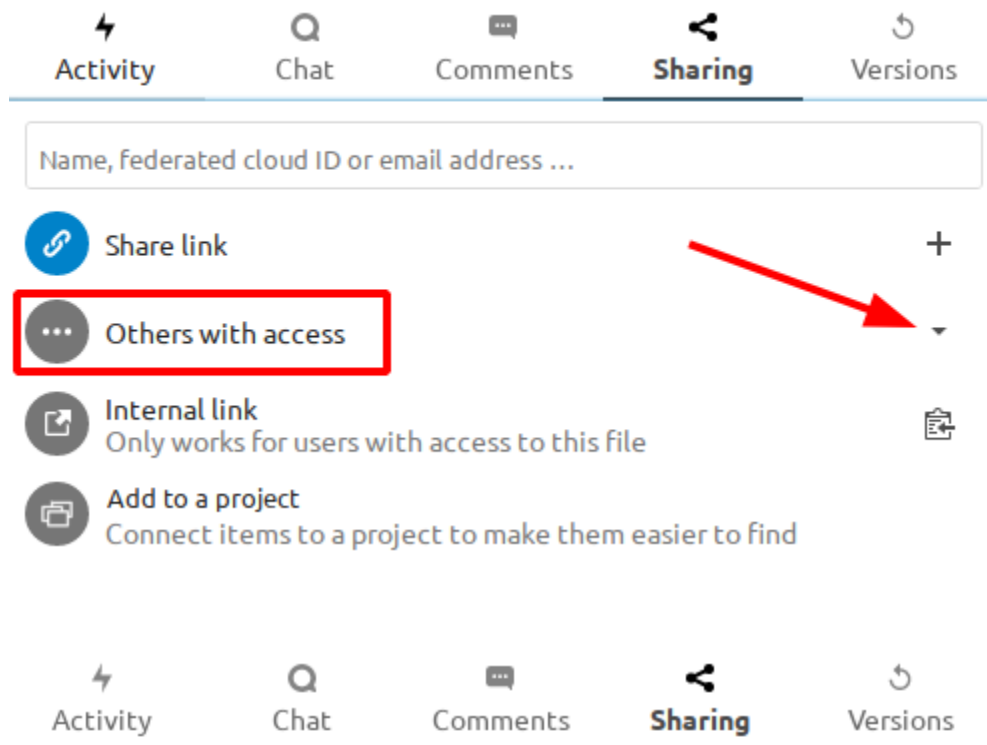 Activity Chat Comments Sharing Versions
Name, federated cloud ID or email address ...
Share link
Others with access
Internal link
Only works for users with access to this file
Add to a project
Connect items to a project to make them easier to find
Activity Chat Comments Sharing Versions